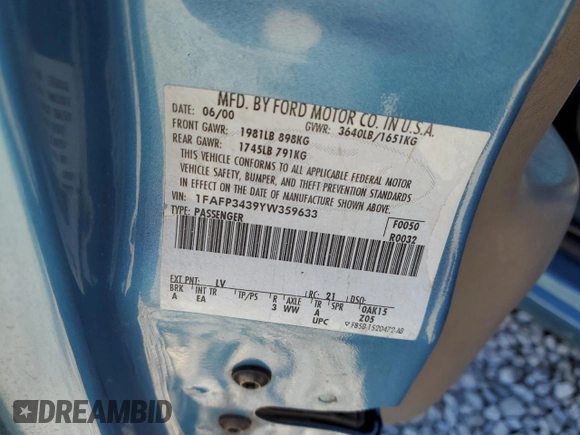 MFD. BY FORD MOTOR CO. IN U.S.A.
DATE: 06/00 GVWR: 3640LB/1651KG
FRONT GAWR: 1981LB 898KG
REAR GAWR: 1745LB 791KG
THIS VEHICLE CONFORMS TO ALL APPLICABLE FEDERAL MOTOR
VEHICLE SAFETY, BUMPER, AND THEFT PREVENTION STANDARDS
IN EFFECT ON THE DATE OF MANUFACTURE SHOWN ABOVE.
VIN: 1FAFP3439YW359633
TYPE: PASSENGER F0050
R0032
EXT PNT: LV RC: 21 DSO:
BRK INT TR TP/PS R AXLE TR SPR 0AK15
A EA 3 WW A Z05
UPC F85B-1520472-AB
DREAMBID